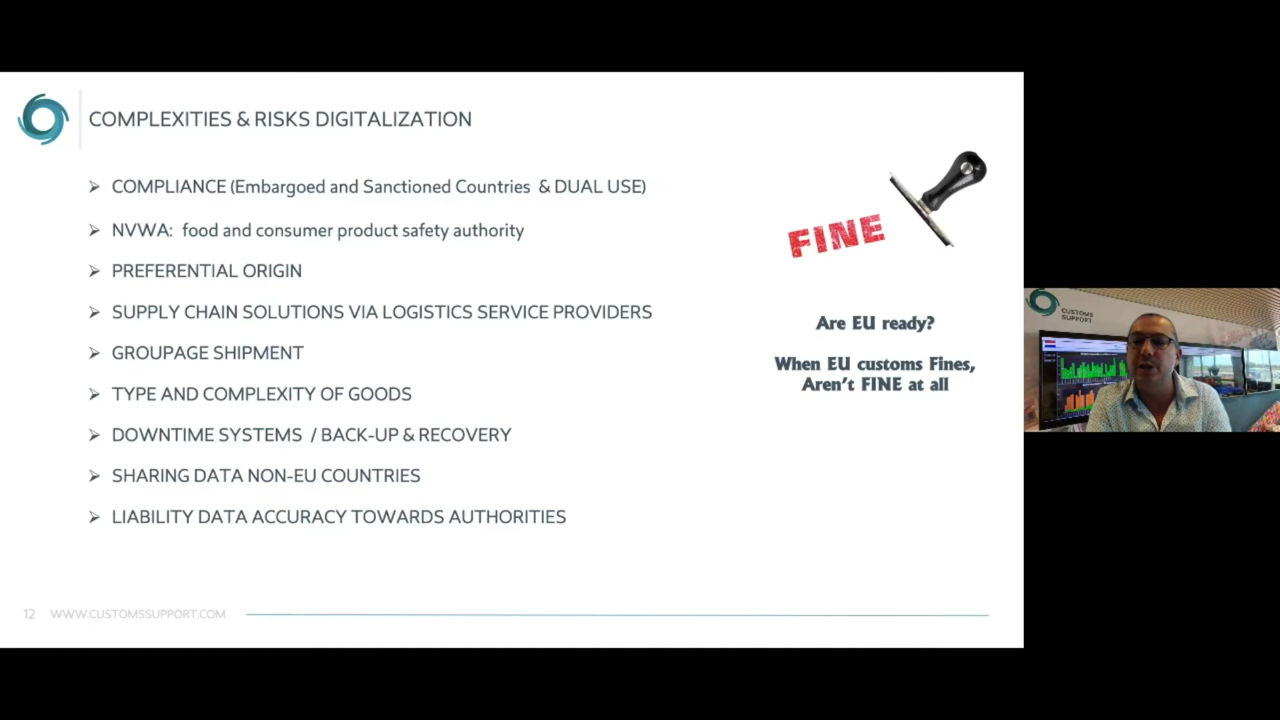 COMPLEXITIES & RISKS DIGITALIZATION
COMPLIANCE (Embargoed and Sanctioned Countries & DUAL USE)
NVWA: food and consumer product safety authority
PREFERENTIAL ORIGIN
SUPPLY CHAIN SOLUTIONS VIA LOGISTICS SERVICE PROVIDERS
GROUPAGE SHIPMENT
TYPE AND COMPLEXITY OF GOODS
DOWNTIME SYSTEMS / BACK-UP & RECOVERY
SHARING DATA NON-EU COUNTRIES
LIABILITY DATA ACCURACY TOWARDS AUTHORITIES
FINE
Are EU ready?
When EU customs Fines,
Aren't FINE at all
CUSTOMS
SUPPORT
12 WWW.CUSTOMSSUPPORT.COM